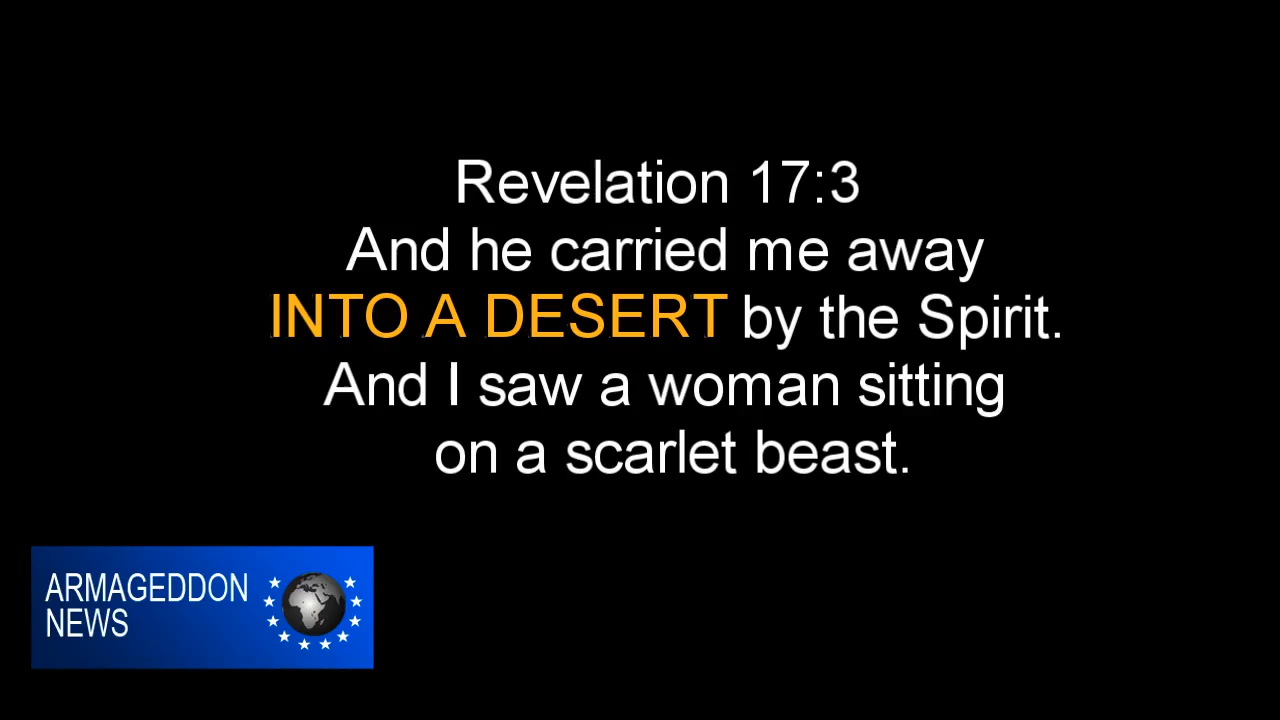 Revelation 17:3
And he carried me away
INTO A DESERT by the Spirit.
And I saw a woman sitting
on a scarlet beast.
ARMAGEDDON
NEWS